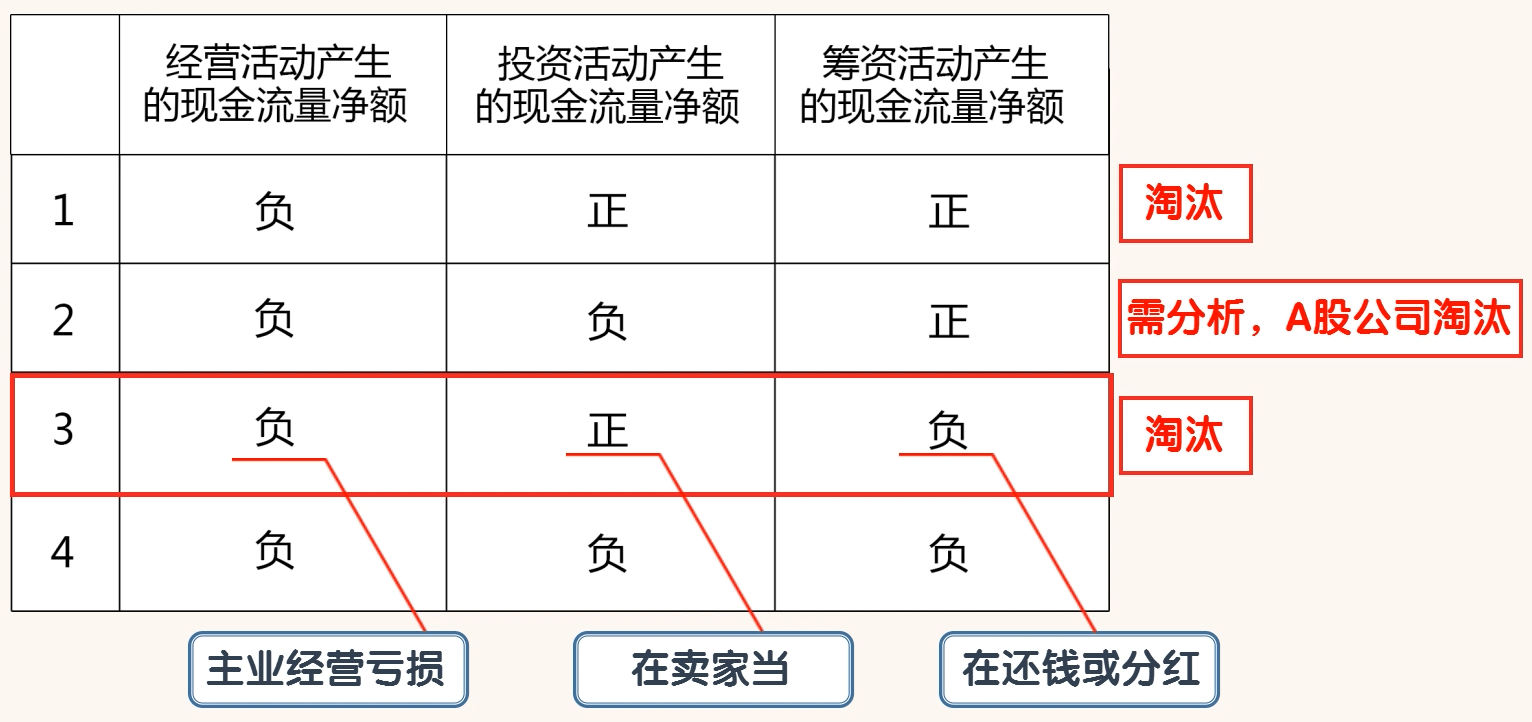 经营活动产生
的现金流量净额
投资活动产生
的现金流量净额
筹资活动产生
的现金流量净额
1 负 正 正 淘汰
2 负 负 正 需分析，A股公司淘汰
3 负 正 负 淘汰
4 负 负 负
主业经营亏损 在卖家当 在还钱或分红